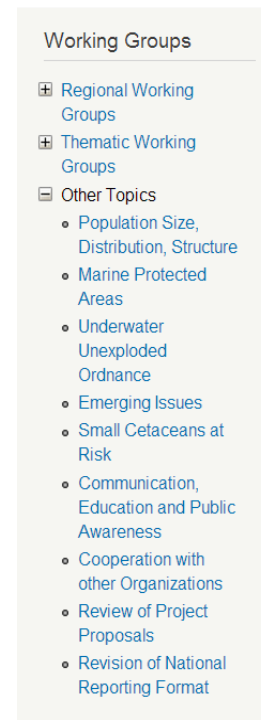 Working Groups
Regional Working
Groups
Thematic Working
Groups
Other Topics
Population Size,
Distribution, Structure
Marine Protected
Areas
Underwater
Unexploded
Ordnance
Emerging Issues
Small Cetaceans at
Risk
Communication,
Education and Public
Awareness
Cooperation with
other Organizations
Review of Project
Proposals
Revision of National
Reporting Format